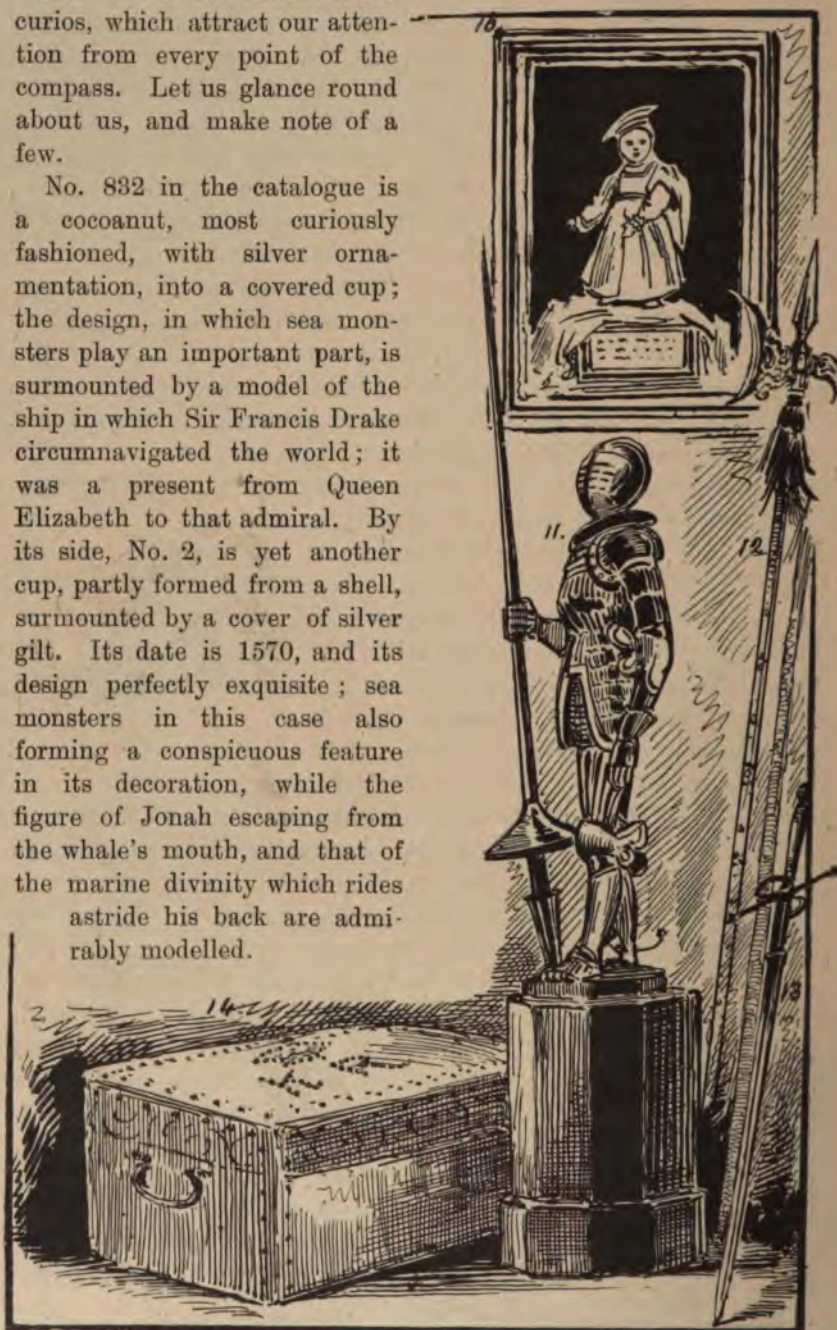 curios, which attract our atten-
tion from every point of the
compass. Let us glance round
about us, and make note of a
few.
No. 832 in the catalogue is
a cocoanut, most curiously
fashioned, with silver orna-
mentation, into a covered cup;
the design, in which sea mon-
sters play an important part, is
surmounted by a model of the
ship in which Sir Francis Drake
circumnavigated the world; it
was a present from Queen
Elizabeth to that admiral. By
its side, No. 2, is yet another
cup, partly formed from a shell,
surmounted by a cover of silver
gilt. Its date is 1570, and its
design perfectly exquisite; sea
monsters in this case also
forming a conspicuous feature
in its decoration, while the
figure of Jonah escaping from
the whale's mouth, and that of
the marine divinity which rides
astride his back are admi-
rably modelled.
11.
12
13
14